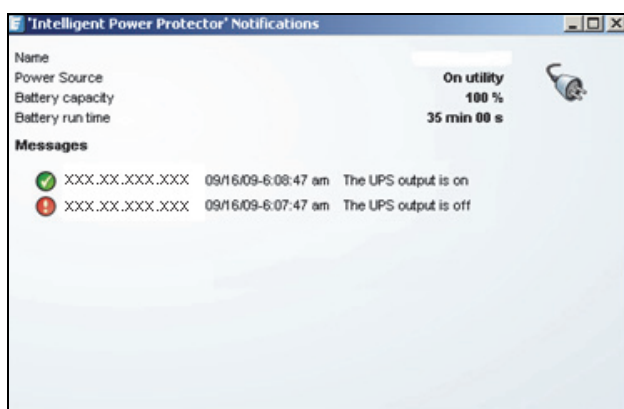 'Intelligent Power Protector' Notifications
Name
Power Source On utility
Battery capacity 100 %
Battery run time 35 min 00 s
Messages
XXX.XX.XXX.XXX 09/16/09-6:08:47 am The UPS output is on
XXX.XX.XXX.XXX 09/16/09-6:07:47 am The UPS output is off